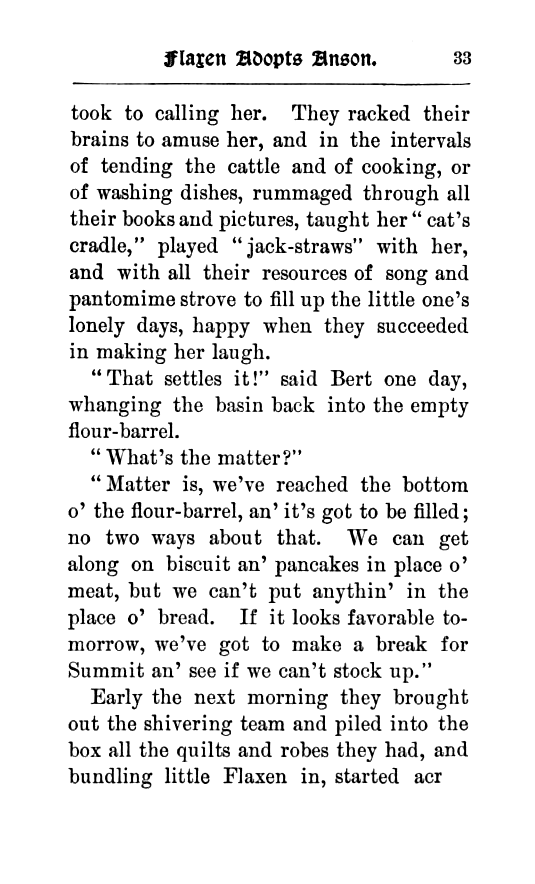 Flaxen Adopts Anson. 33
took to calling her. They racked their
brains to amuse her, and in the intervals
of tending the cattle and of cooking, or
of washing dishes, rummaged through all
their books and pictures, taught her “ cat’s
cradle,” played “jack-straws” with her,
and with all their resources of song and
pantomime strove to fill up the little one’s
lonely days, happy when they succeeded
in making her laugh.
“That settles it!” said Bert one day,
whanging the basin back into the empty
flour-barrel.
“What’s the matter?”
“Matter is, we’ve reached the bottom
o’ the flour-barrel, an’ it’s got to be filled;
no two ways about that. We can get
along on biscuit an’ pancakes in place o’
meat, but we can’t put anythin’ in the
place o’ bread. If it looks favorable to-
morrow, we’ve got to make a break for
Summit an’ see if we can’t stock up.”
Early the next morning they brought
out the shivering team and piled into the
box all the quilts and robes they had, and
bundling little Flaxen in, started acr